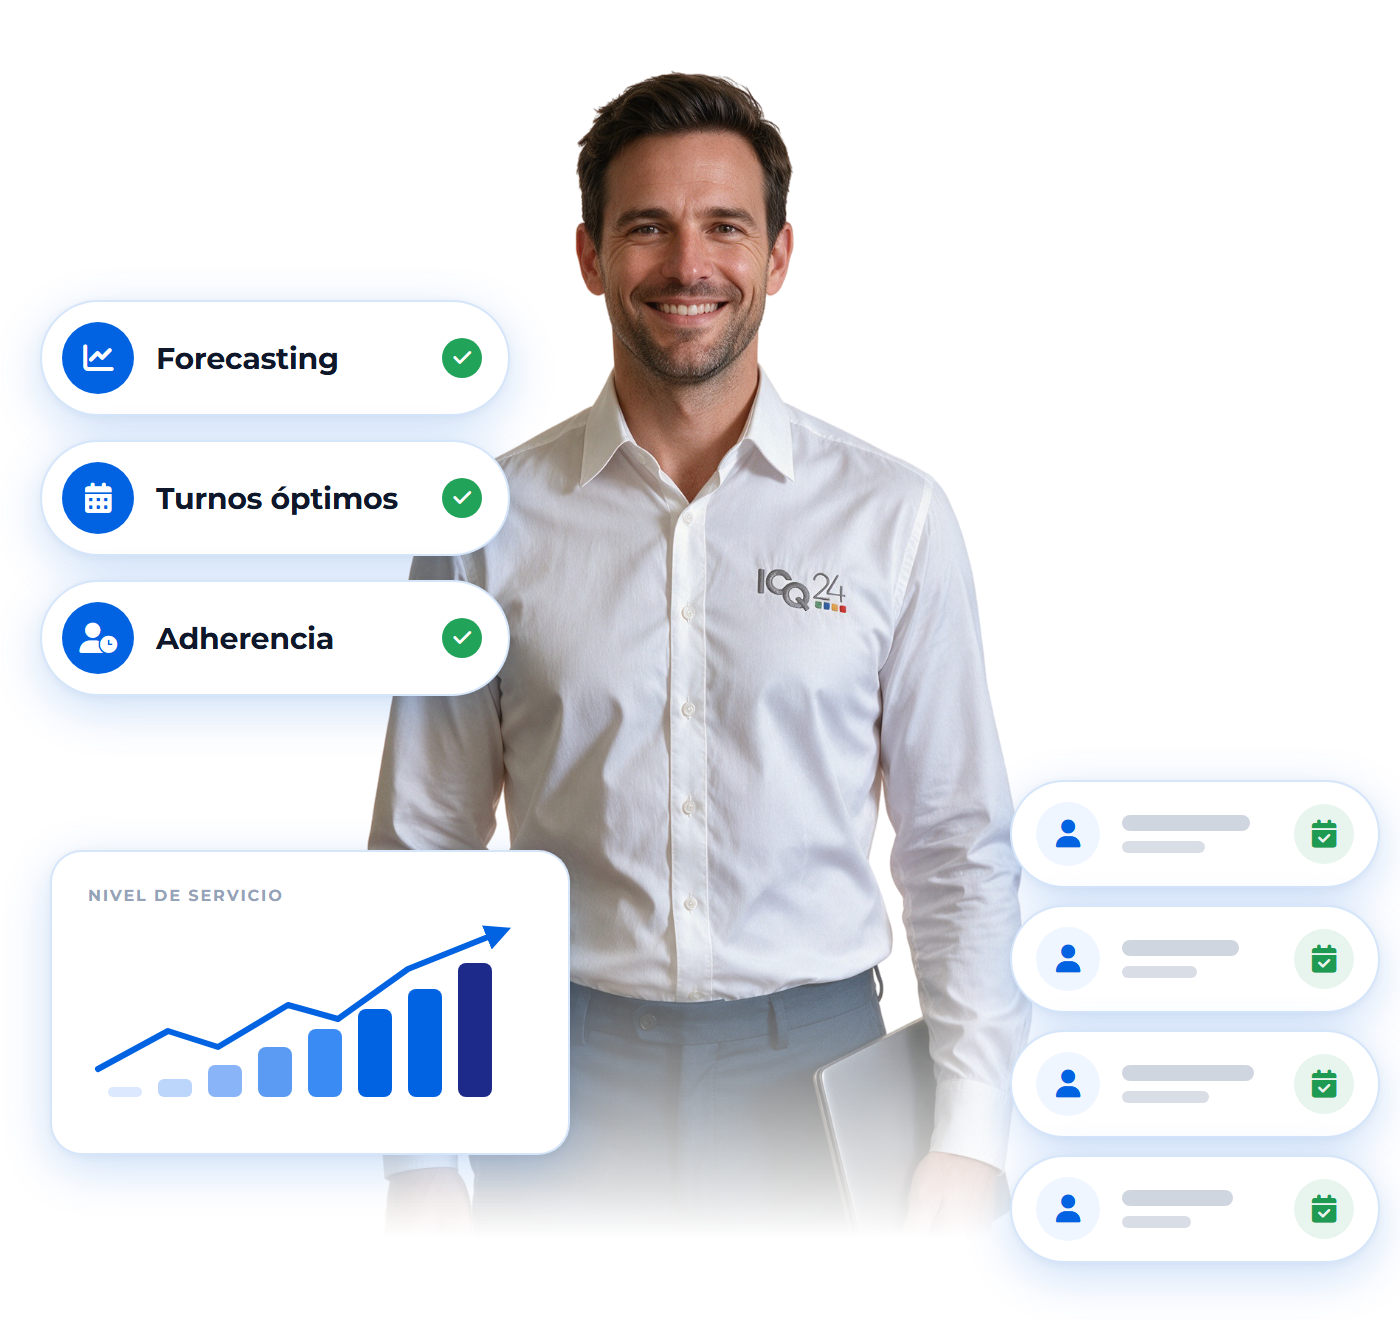 Forecasting
Turnos óptimos
Adherencia
ICQ24
NIVEL DE SERVICIO